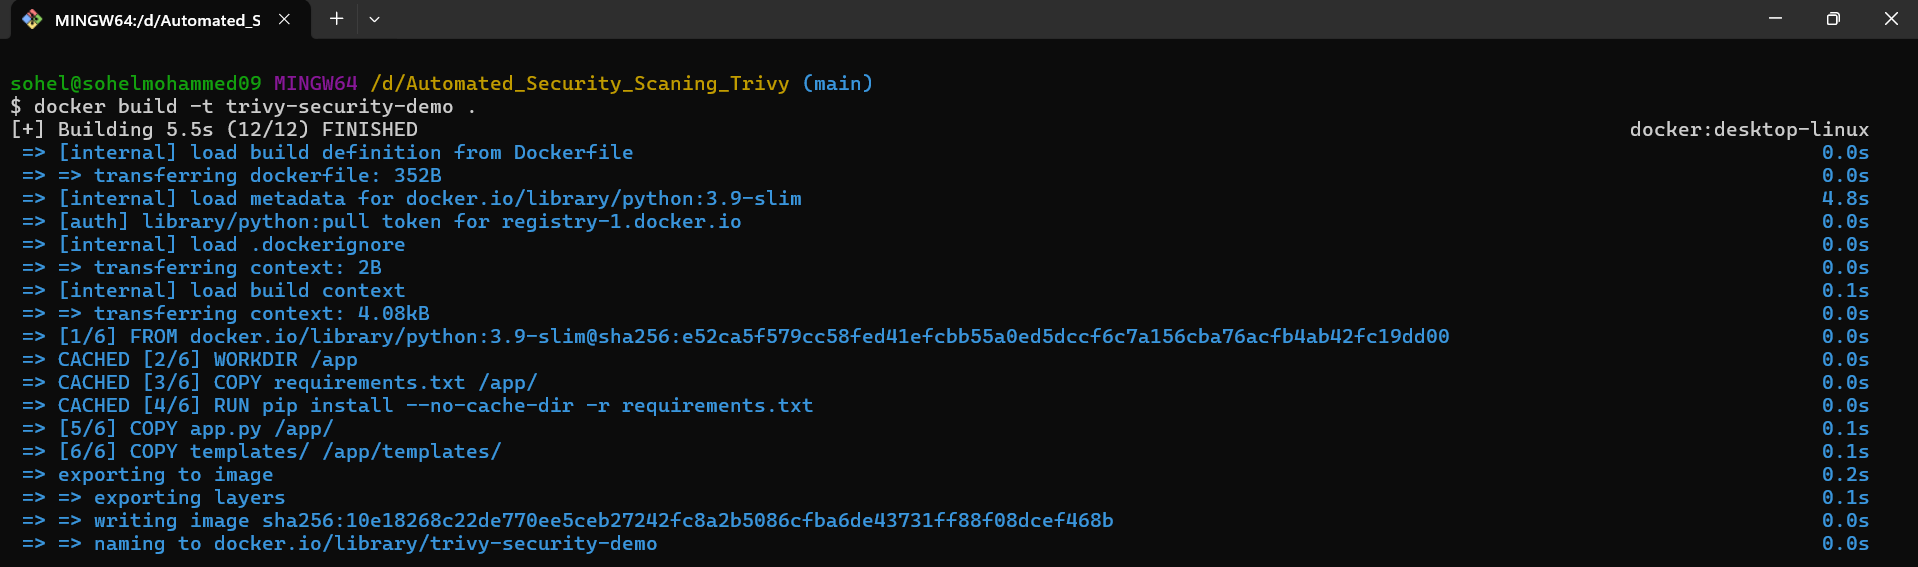 MINGW64:/d/Automated_S
sohel@sohelmohammed09 MINGW64 /d/Automated_Security_Scaning_Trivy (main)
$ docker build -t trivy-security-demo .
[+] Building 5.5s (12/12) FINISHED docker:desktop-linux
=> [internal] load build definition from Dockerfile 0.0s
=> => transferring dockerfile: 352B 0.0s
=> [internal] load metadata for docker.io/library/python:3.9-slim 4.8s
=> [auth] library/python:pull token for registry-1.docker.io 0.0s
=> [internal] load .dockerignore 0.0s
=> => transferring context: 2B 0.0s
=> [internal] load build context 0.1s
=> => transferring context: 4.08kB 0.0s
=> [1/6] FROM docker.io/library/python:3.9-slim@sha256:e52ca5f579cc58fed41efcbb55a0ed5dccf6c7a156cba76acfb4ab42fc19dd00 0.0s
=> CACHED [2/6] WORKDIR /app 0.0s
=> CACHED [3/6] COPY requirements.txt /app/ 0.0s
=> CACHED [4/6] RUN pip install --no-cache-dir -r requirements.txt 0.0s
=> [5/6] COPY app.py /app/ 0.1s
=> [6/6] COPY templates/ /app/templates/ 0.1s
=> exporting to image 0.2s
=> => exporting layers 0.1s
=> => writing image sha256:10e18268c22de770ee5ceb27242fc8a2b5086cfba6de43731ff88f08dcef468b 0.0s
=> => naming to docker.io/library/trivy-security-demo 0.0s